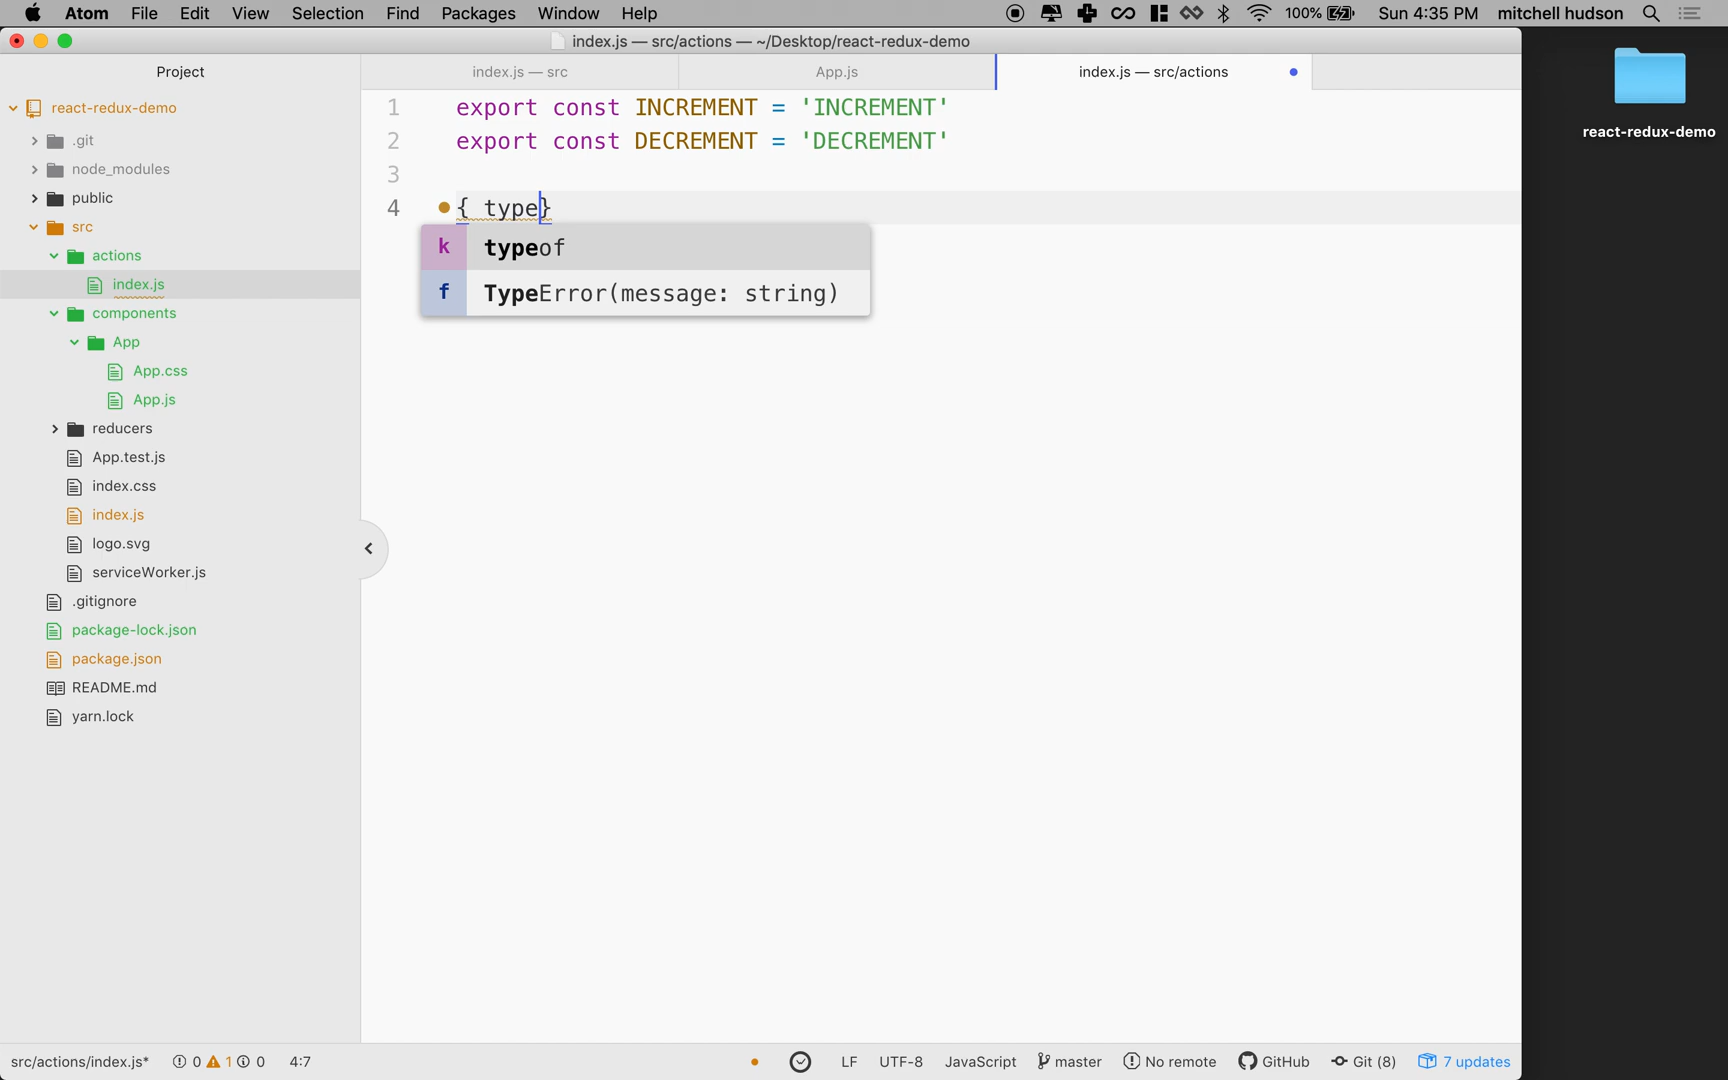 Atom File Edit View Selection Find Packages Window Help 100% Sun 4:35 PM mitchell hudson
index.js — src/actions — ~/Desktop/react-redux-demo
Project
index.js — src
App.js
index.js — src/actions
react-redux-demo
.git
node_modules
public
src
actions
index.js
components
App
App.css
App.js
reducers
App.test.js
index.css
index.js
logo.svg
serviceWorker.js
.gitignore
package-lock.json
package.json
README.md
yarn.lock
1 export const INCREMENT = 'INCREMENT'
2 export const DECREMENT = 'DECREMENT'
3
4 { type}
k typeof
f TypeError(message: string)
react-redux-demo
src/actions/index.js* 0 1 0 4:7 LF UTF-8 JavaScript master No remote GitHub Git (8) 7 updates